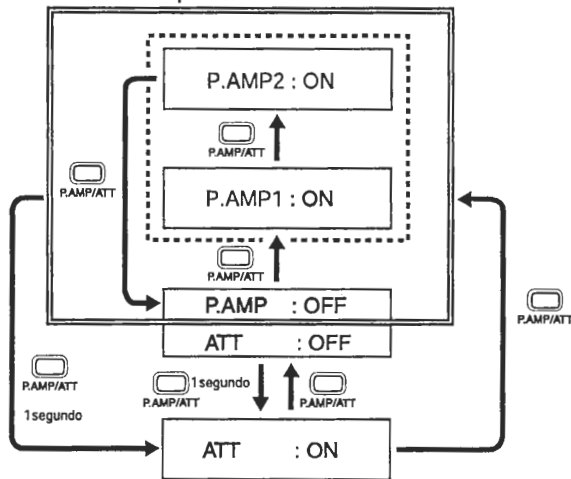 P.AMP2 : ON
P.AMP/ATT
P.AMP/ATT
P.AMP1 : ON
P.AMP/ATT
P.AMP : OFF
P.AMP/ATT
ATT : OFF
P.AMP/ATT
1segundo
P.AMP/ATT
1segundo
P.AMP/ATT
ATT : ON